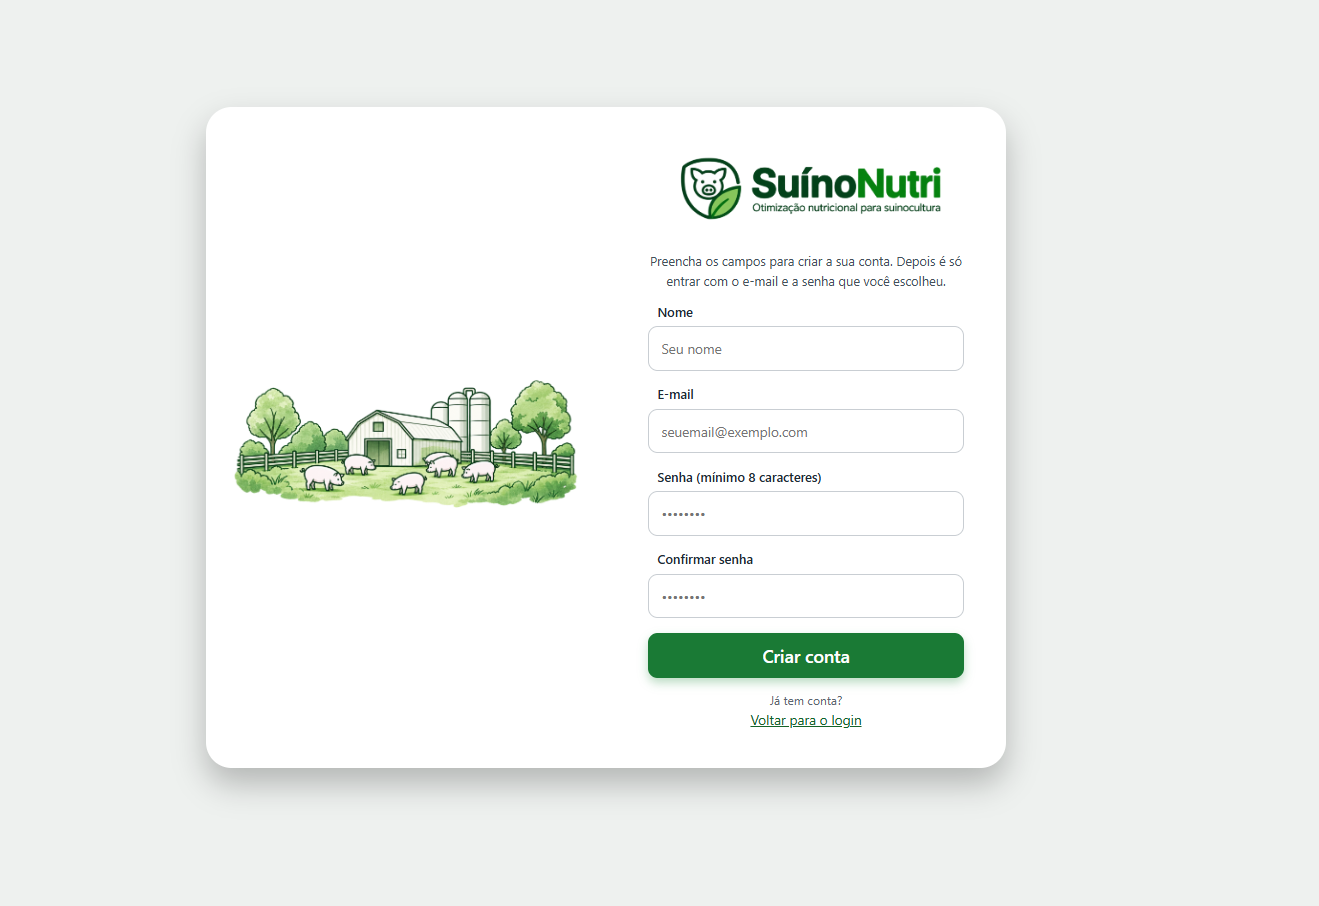 SuínoNutri
Otimização nutricional para suinocultura
Preencha os campos para criar a sua conta. Depois é só
entrar com o e-mail e a senha que você escolheu.
Nome
Seu nome
E-mail
seuemail@exemplo.com
Senha (mínimo 8 caracteres)
••••••••
Confirmar senha
••••••••
Criar conta
Já tem conta?
Voltar para o login